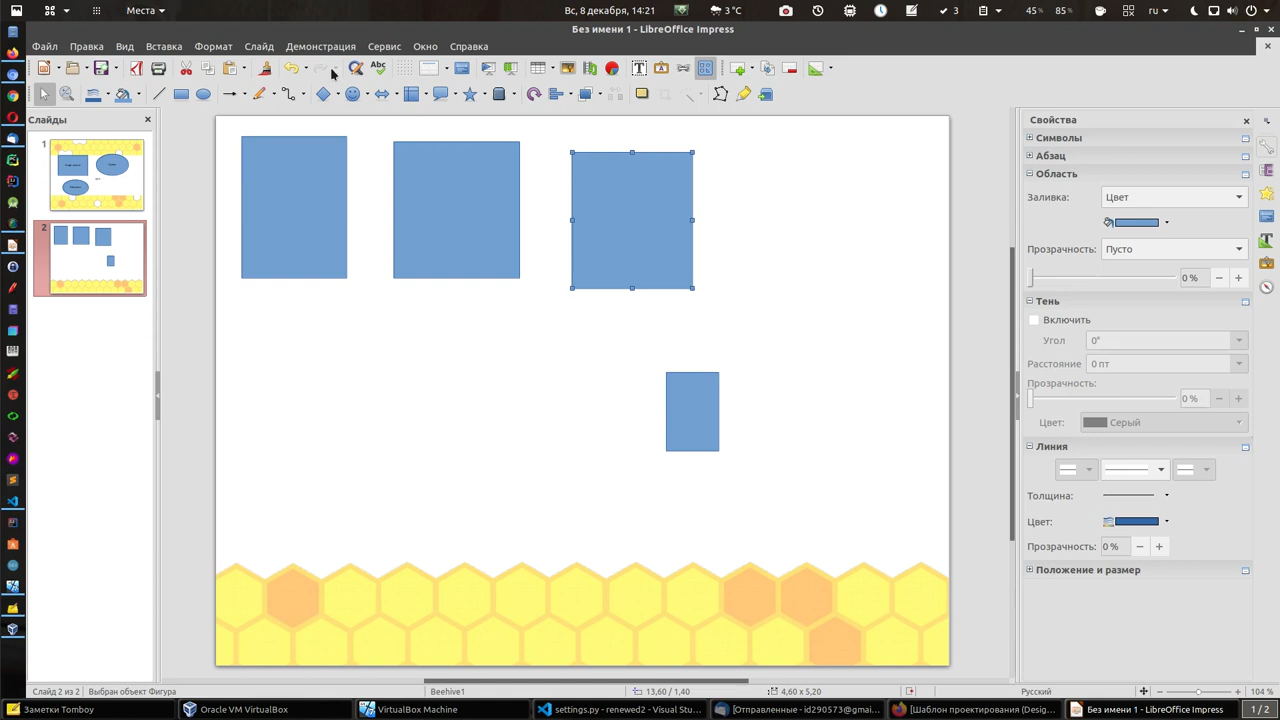 Места
Вс, 8 декабря, 14:21
3 °C
3
45 %
85%
ru
Без имени 1 - LibreOffice Impress
Файл Правка Вид Вставка Формат Слайд Демонстрация Сервис Окно Справка
Abc
Слайды
1
2
Свойства
Символы
Абзац
Область
Заливка:
Цвет
Прозрачность:
Пусто
0 %
Тень
Включить
Угол
0°
Расстояние
0 пт
Прозрачность:
0 %
Цвет:
Серый
Линия
Толщина:
Цвет:
Прозрачность:
0 %
Положение и размер
Слайд 2 из 2
Выбран объект Фигура
Beehive1
13,60 / 1,40
4,60 x 5,20
Русский
104 %
Заметки Tomboy
Oracle VM VirtualBox
VirtualBox Machine
settings.py - renewed2 - Visual Stu...
Отправленные - id290573@gmai...
[Шаблон проектирования (Desig...
Без имени 1 - LibreOffice Impress
1 / 2